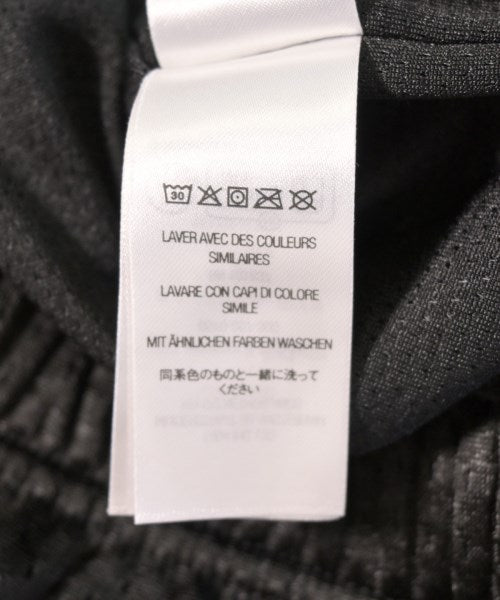 30
LAVER AVEC DES COULEURS
SIMILAIRES
LAVARE CON CAPI DI COLORE
SIMILE
MIT ÄHNLICHEN FARBEN WASCHEN
同系色のものと一緒に洗って
ください